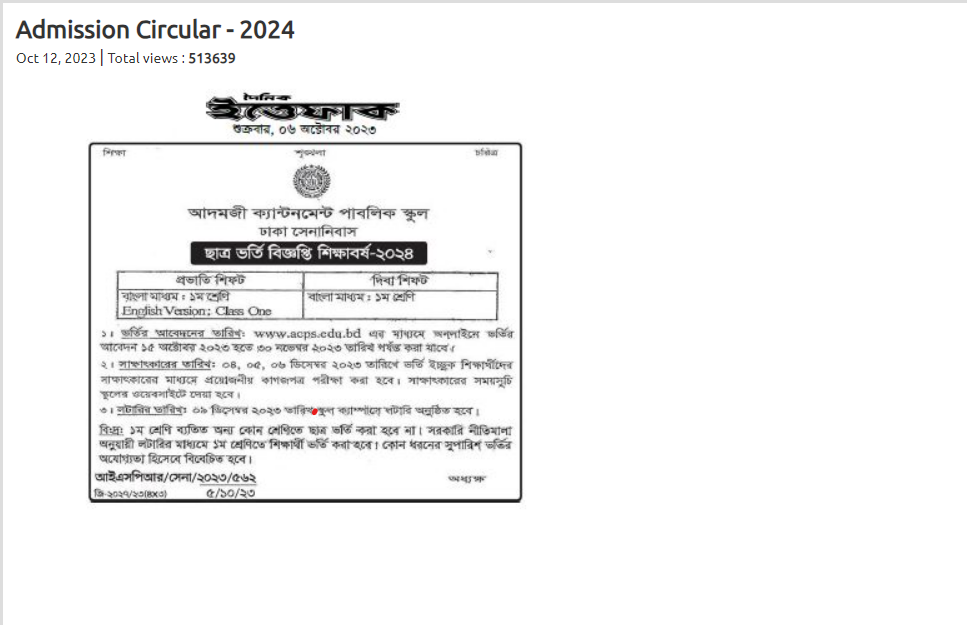 Admission Circular - 2024
Oct 12, 2023 | Total views : 513639
দৈনিক
ইত্তেফাক
শুক্রবার, ০৬ অক্টোবর ২০২৩
শিক্ষা শৃঙ্খলা চরিত্র
আদমজী ক্যান্টনমেন্ট পাবলিক স্কুল
ঢাকা সেনানিবাস
ছাত্র ভর্তি বিজ্ঞপ্তি শিক্ষাবর্ষ-২০২৪
প্রভাতি শিফট দিবা শিফট
বাংলা মাধ্যম : ১ম শ্রেণি বাংলা মাধ্যম : ১ম শ্রেণি
English Version; Class One
১। ভর্তির আবেদনের তারিখ: www.acps.edu.bd এর মাধ্যমে অনলাইনে ভর্তির
আবেদন ১৫ অক্টোবর ২০২৩ হতে ৩০ নভেম্বর ২০২৩ তারিখ পর্যন্ত করা যাবে।
২। সাক্ষাৎকারের তারিখ: ০৪, ০৫, ০৬ ডিসেম্বর ২০২৩ তারিখে ভর্তি ইচ্ছুক শিক্ষার্থীদের
সাক্ষাৎকারের মাধ্যমে প্রয়োজনীয় কাগজপত্র পরীক্ষা করা হবে। সাক্ষাৎকারের সময়সুচি
স্কুলের ওয়েবসাইটে দেয়া হবে।
৩। লটারির তারিখ: ০৯ ডিসেম্বর ২০২৩ তারিখ স্কুল ক্যাম্পাসে লটারি অনুষ্ঠিত হবে।
বিঃদ্র: ১ম শ্রেণি ব্যতিত অন্য কোন শ্রেণিতে ছাত্র ভর্তি করা হবে না। সরকারি নীতিমালা
অনুযায়ী লটারির মাধ্যমে ১ম শ্রেণিতে শিক্ষার্থী ভর্তি করা হবে। কোন ধরনের সুপারিশ ভর্তির
অযোগ্যতা হিসেবে বিবেচিত হবে।
আইএসপিআর/সেনা/২০২৩/৫৬২ অধ্যক্ষ
জি-২০২৭/২৩(৪X৩) ৫/১০/২৩